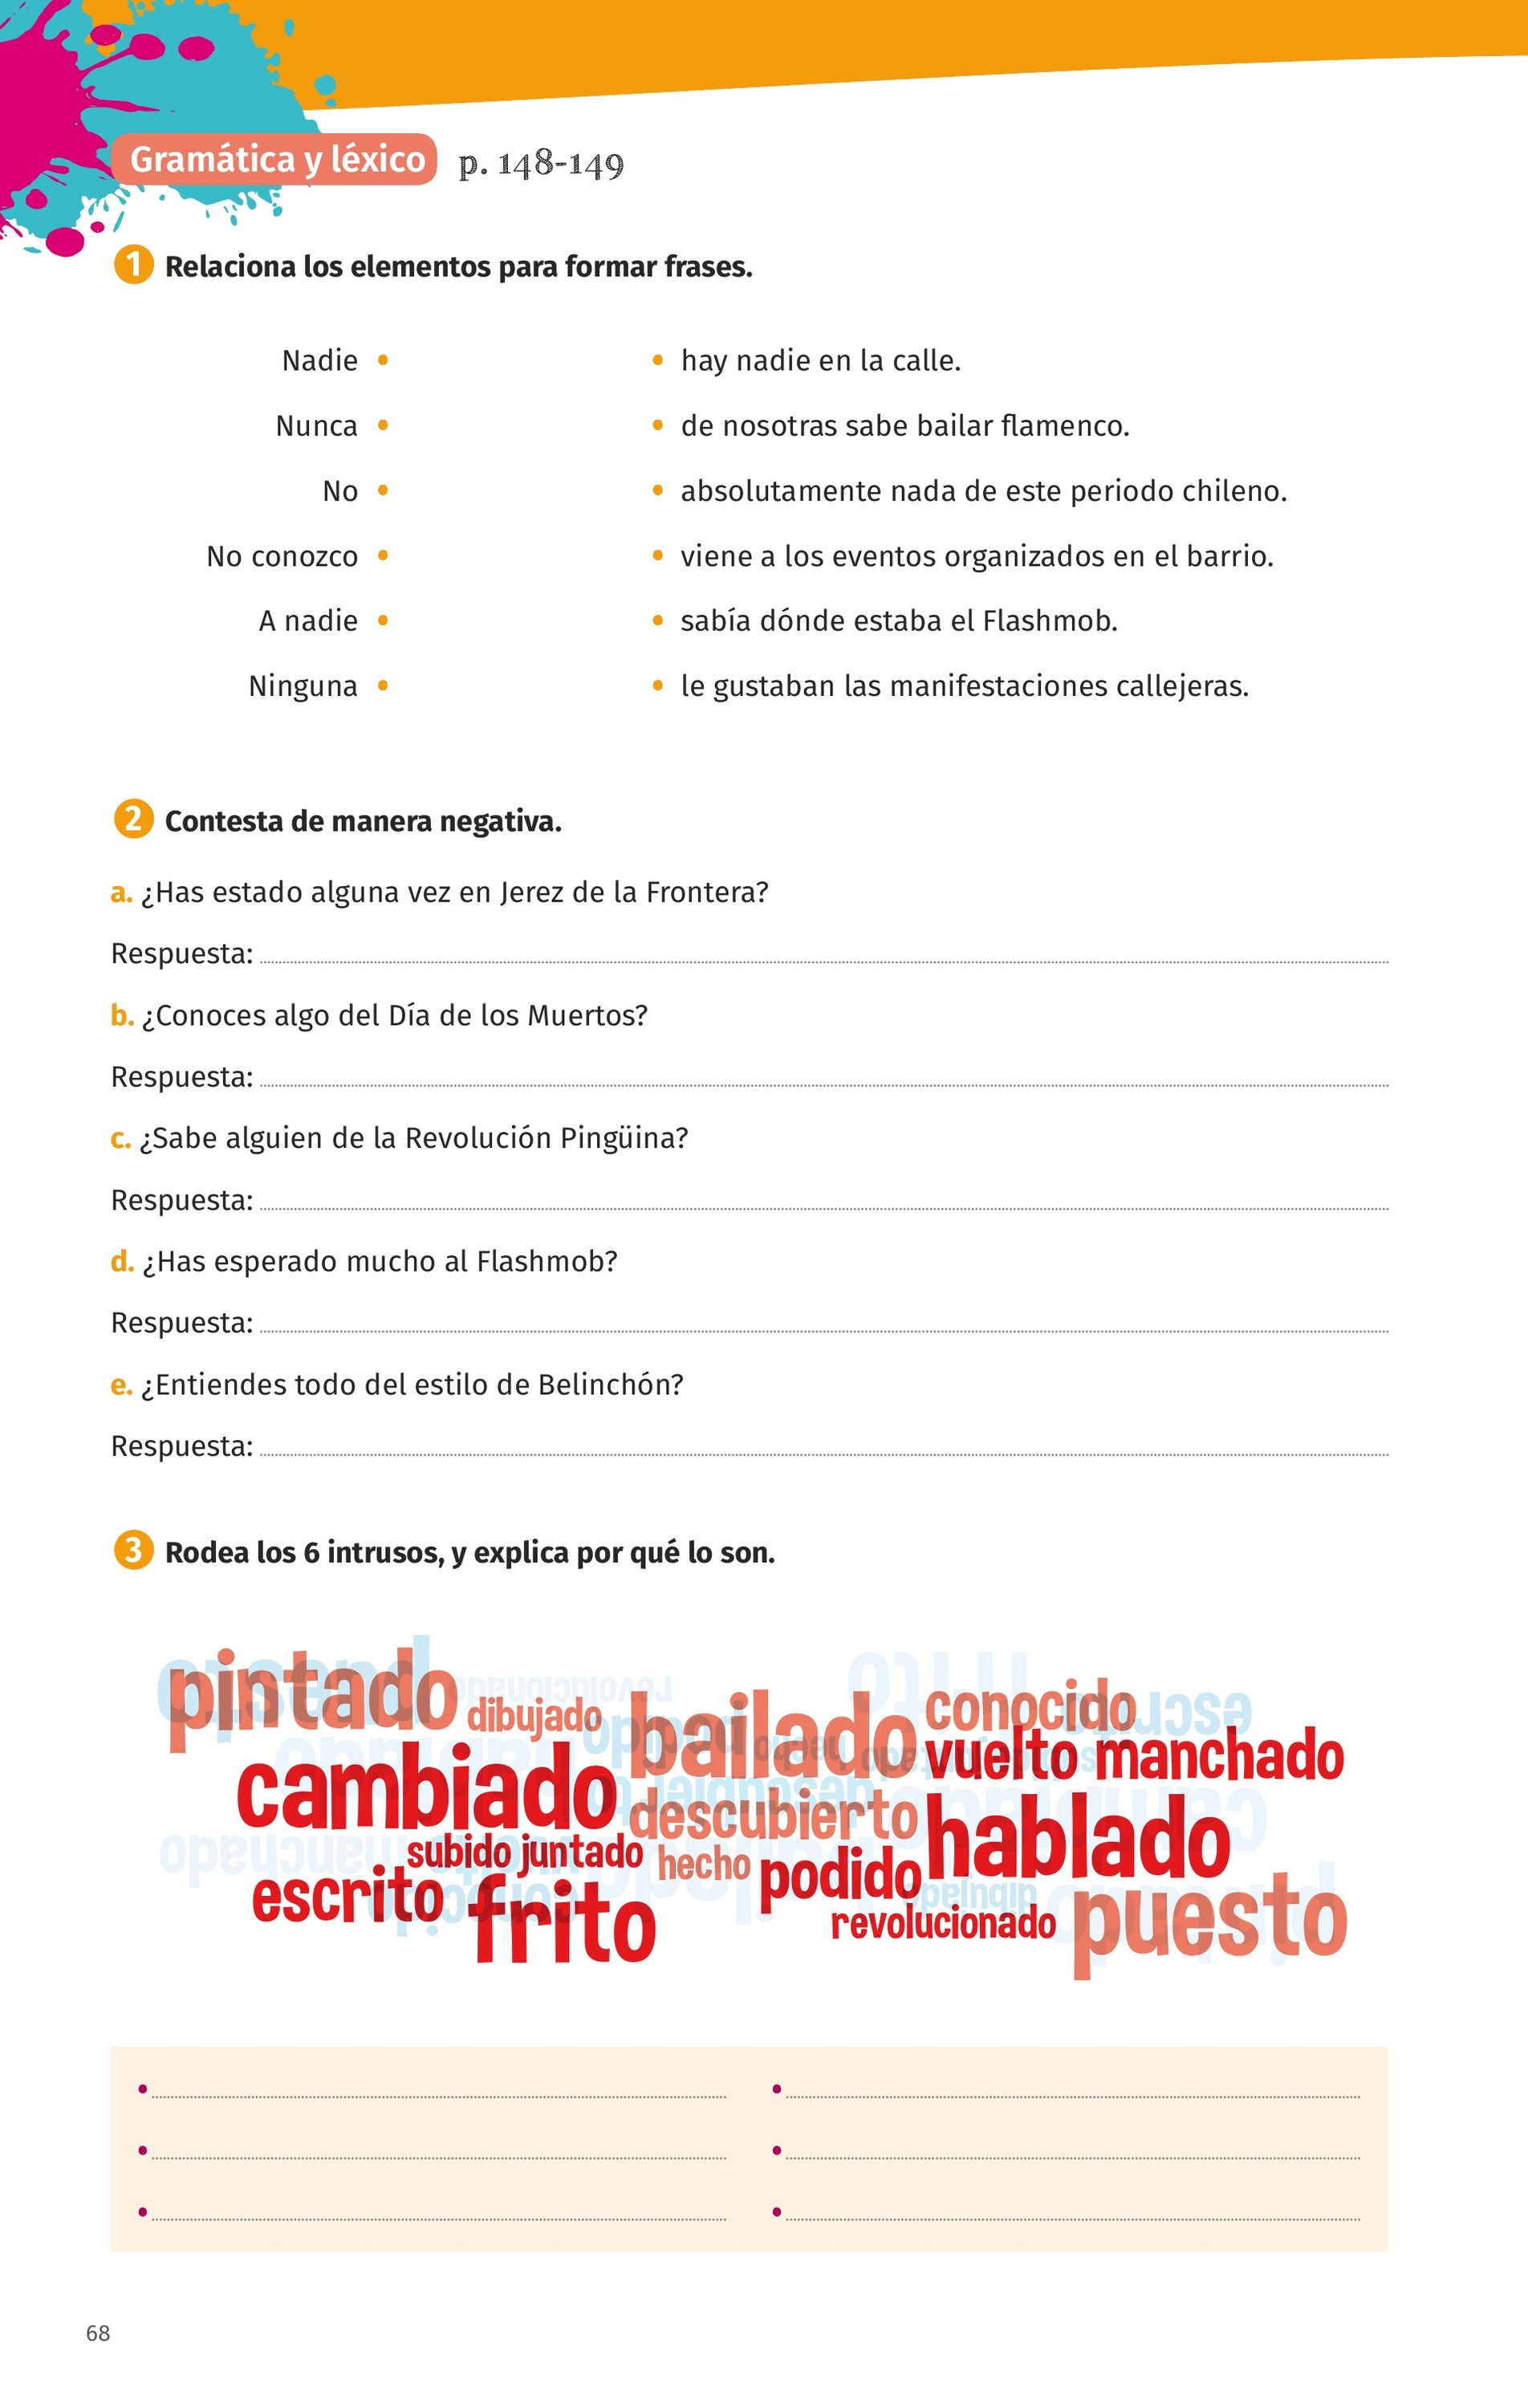 Gramática y léxico p. 148-149
1 Relaciona los elementos para formar frases.
Nadie • • hay nadie en la calle.
Nunca • • de nosotras sabe bailar flamenco.
No • • absolutamente nada de este periodo chileno.
No conozco • • viene a los eventos organizados en el barrio.
A nadie • • sabía dónde estaba el Flashmob.
Ninguna • • le gustaban las manifestaciones callejeras.
2 Contesta de manera negativa.
a. ¿Has estado alguna vez en Jerez de la Frontera?
Respuesta:
b. ¿Conoces algo del Día de los Muertos?
Respuesta:
c. ¿Sabe alguien de la Revolución Pingüina?
Respuesta:
d. ¿Has esperado mucho al Flashmob?
Respuesta:
e. ¿Entiendes todo del estilo de Belinchón?
Respuesta:
3 Rodea los 6 intrusos, y explica por qué lo son.
pintado dibujado bailado conocido
cambiado vuelto manchado
descubierto hablado
subido juntado hecho podido
escrito frito revolucionado puesto
68